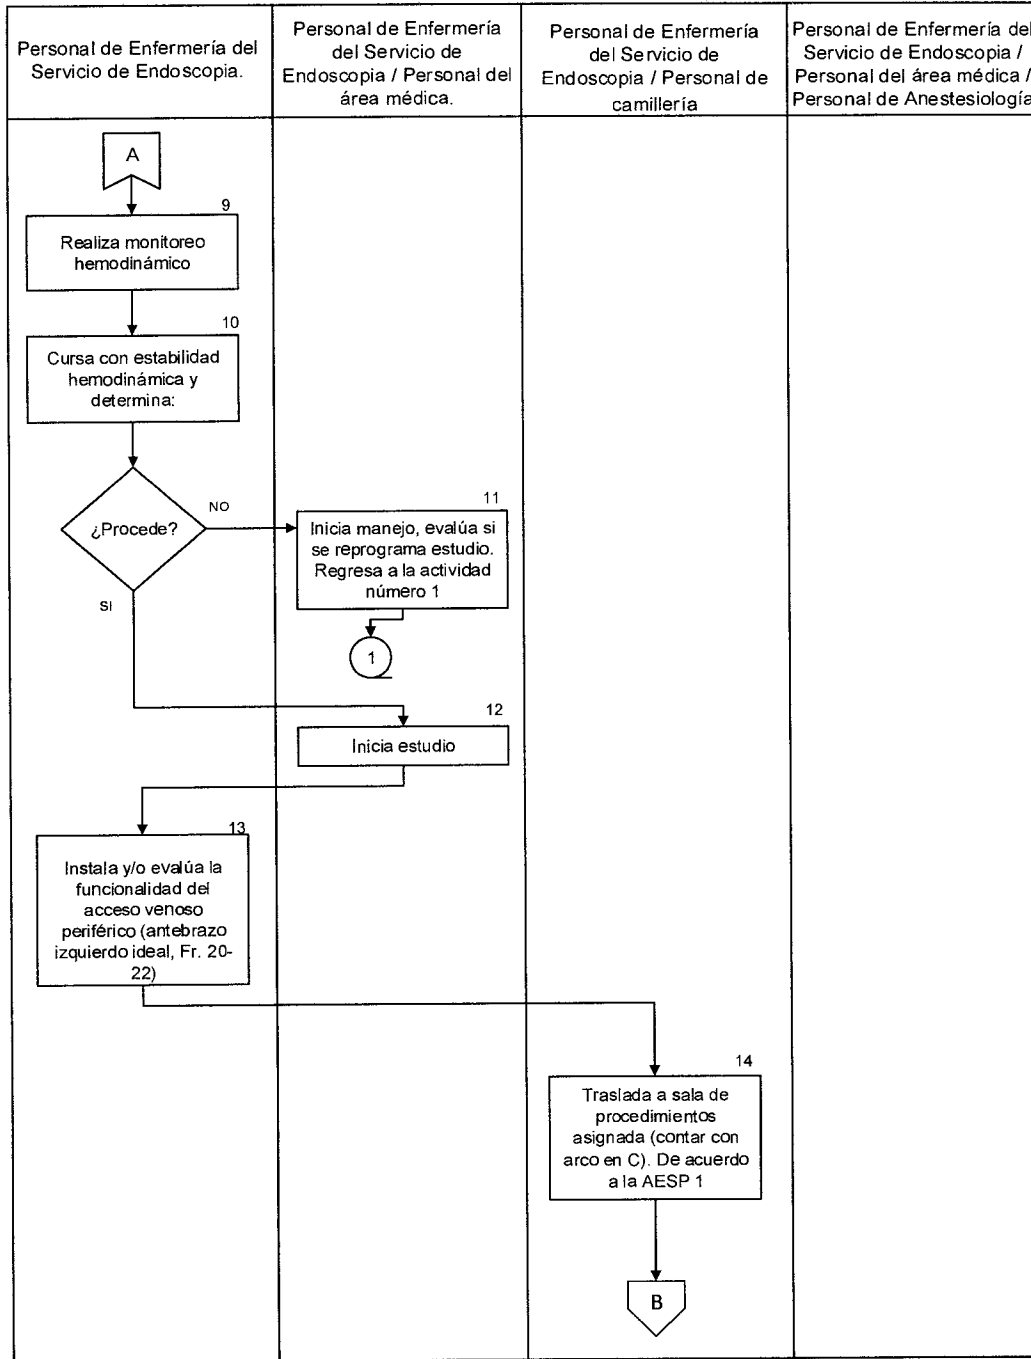 Personal de Enfermería del
Servicio de Endoscopia.
Personal de Enfermería
del Servicio de
Endoscopia / Personal del
área médica.
Personal de Enfermería
del Servicio de
Endoscopia / Personal de
camillería
Personal de Enfermería del
Servicio de Endoscopia /
Personal del área médica /
Personal de Anestesiología
A
9
Realiza monitoreo
hemodinámico
10
Cursa con estabilidad
hemodinámica y
determina:
¿Procede?
NO
SI
11
Inicia manejo, evalúa si
se reprograma estudio.
Regresa a la actividad
número 1
1
12
Inicia estudio
13
Instala y/o evalúa la
funcionalidad del
acceso venoso
periférico (antebrazo
izquierdo ideal, Fr. 20-
22)
14
Traslada a sala de
procedimientos
asignada (contar con
arco en C). De acuerdo
a la AESP 1
B